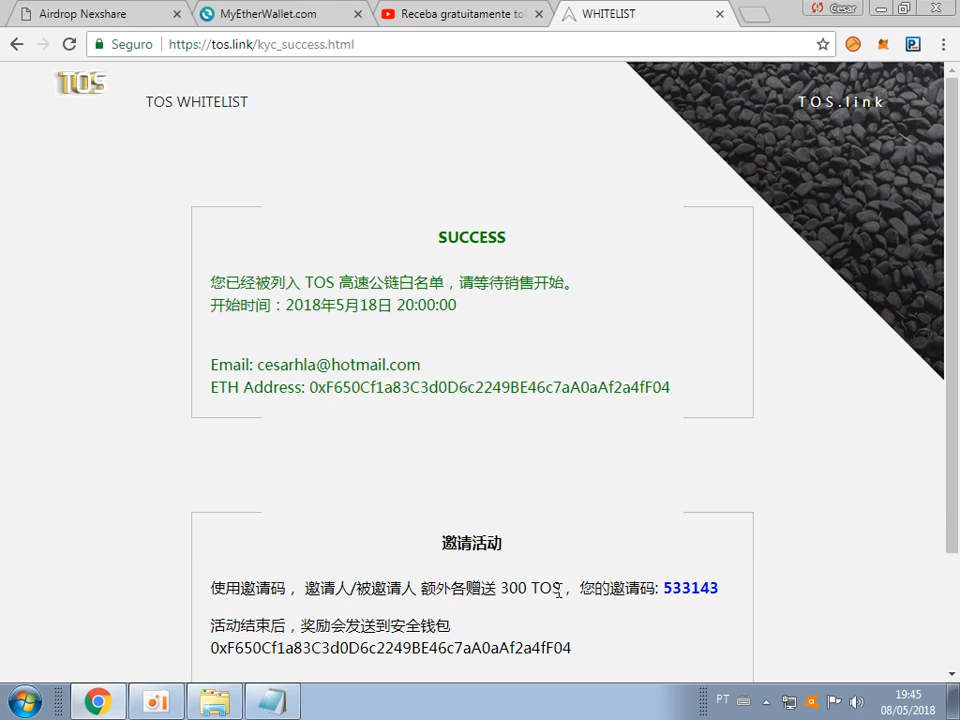 Airdrop Nexshare
MyEtherWallet.com
Receba gratuitamente to
WHITELIST
Cesar
Seguro
https://tos.link/kyc_success.html
TOS
TOS WHITELIST
TOS.link
SUCCESS
您已经被列入 TOS 高速公链白名单，请等待销售开始。
开始时间：2018年5月18日 20:00:00
Email: cesarhla@hotmail.com
ETH Address: 0xF650Cf1a83C3d0D6c2249BE46c7aA0aAf2a4fF04
邀请活动
使用邀请码， 邀请人/被邀请人 额外各赠送 300 TOS， 您的邀请码: 533143
活动结束后，奖励会发送到安全钱包
0xF650Cf1a83C3d0D6c2249BE46c7aA0aAf2a4fF04
PT
19:45
08/05/2018